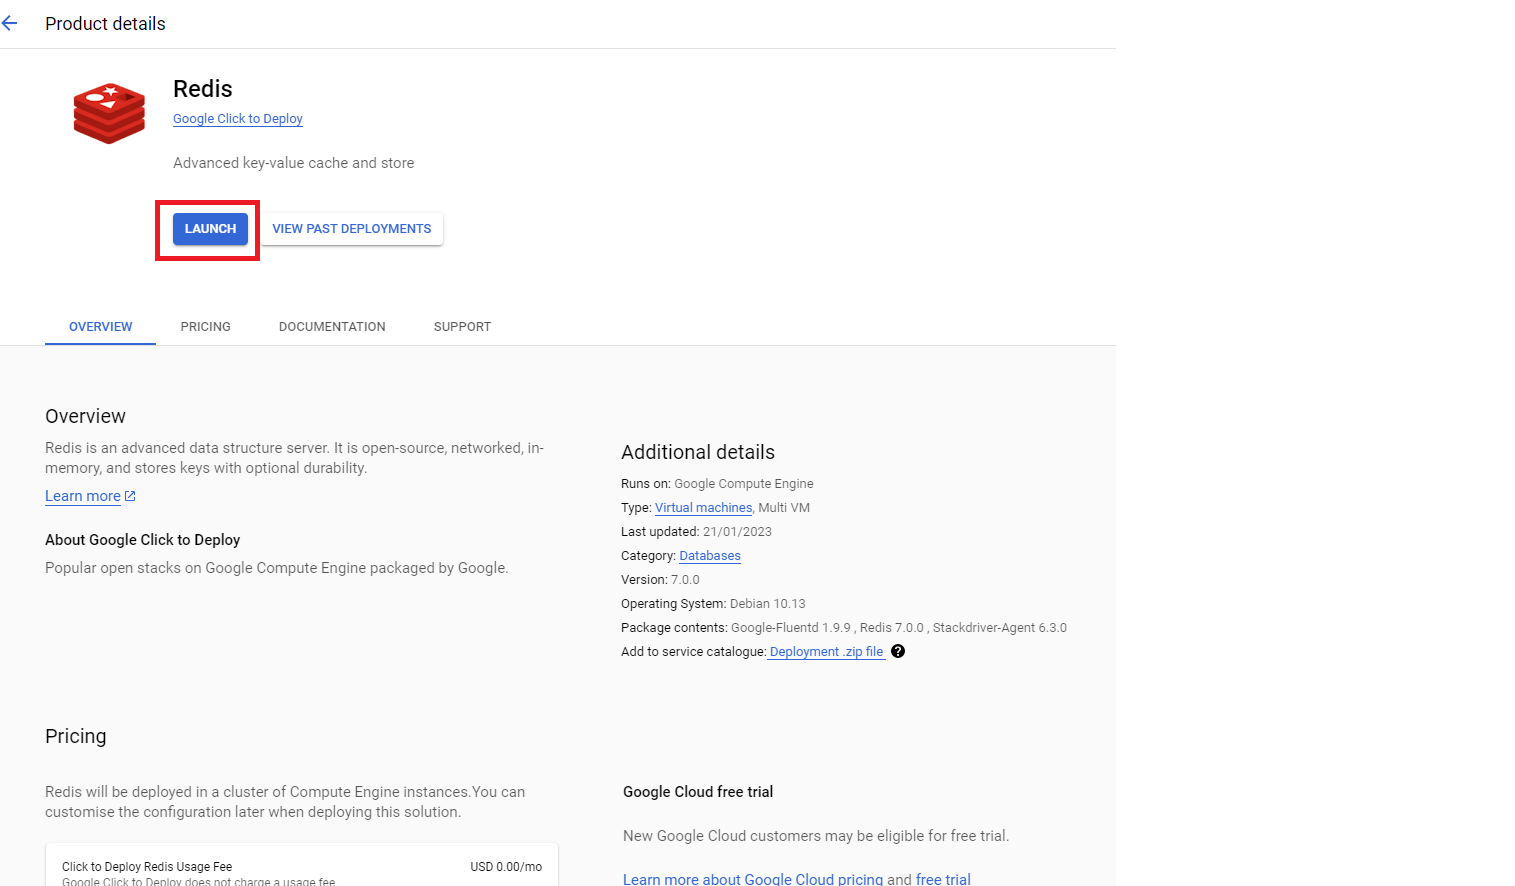 Product details
Redis
Google Click to Deploy
Advanced key-value cache and store
LAUNCH
VIEW PAST DEPLOYMENTS
OVERVIEW
PRICING
DOCUMENTATION
SUPPORT
Overview
Redis is an advanced data structure server. It is open-source, networked, in-
memory, and stores keys with optional durability.
Learn more
About Google Click to Deploy
Popular open stacks on Google Compute Engine packaged by Google.
Additional details
Runs on: Google Compute Engine
Type: Virtual machines, Multi VM
Last updated: 21/01/2023
Category: Databases
Version: 7.0.0
Operating System: Debian 10.13
Package contents: Google-Fluentd 1.9.9 , Redis 7.0.0 , Stackdriver-Agent 6.3.0
Add to service catalogue: Deployment .zip file ?
Pricing
Redis will be deployed in a cluster of Compute Engine instances.You can
customise the configuration later when deploying this solution.
Click to Deploy Redis Usage Fee USD 0.00/mo
Google Click to Deploy does not charge a usage fee
Google Cloud free trial
New Google Cloud customers may be eligible for free trial.
Learn more about Google Cloud pricing and free trial